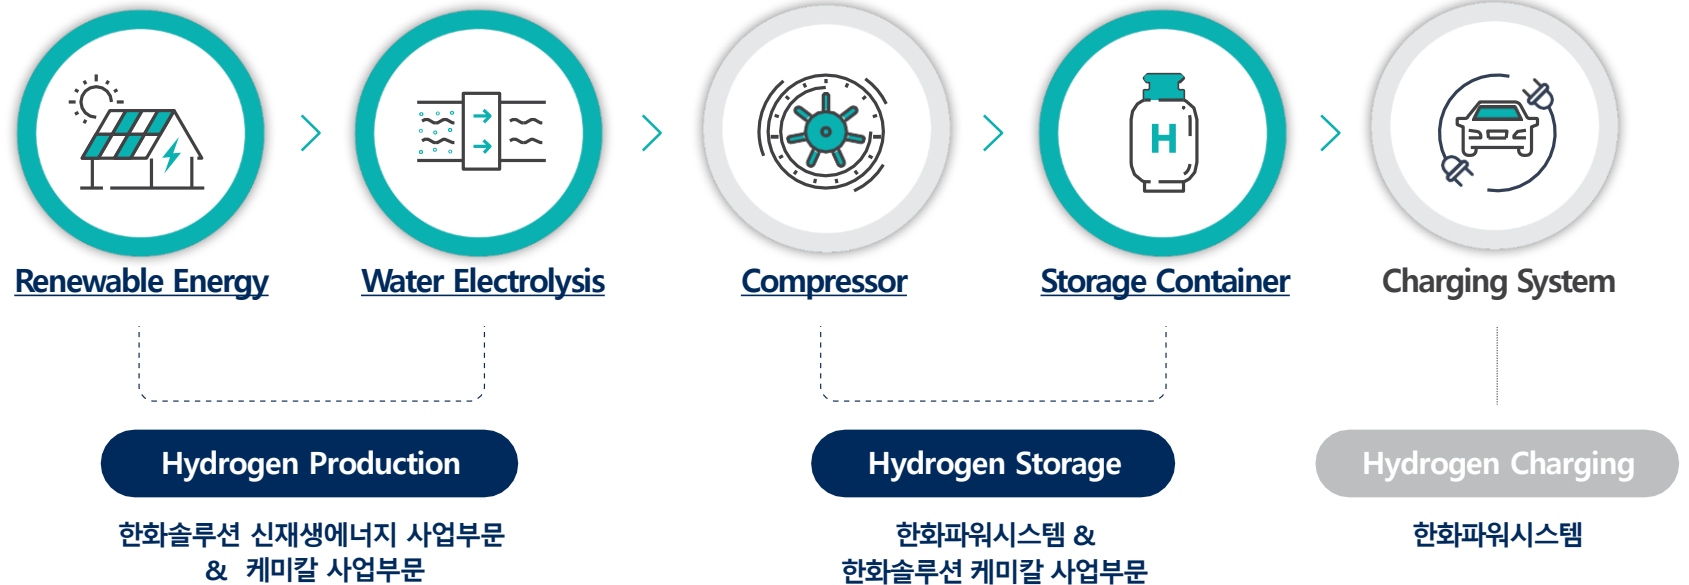 H
Renewable Energy
Water Electrolysis
Compressor
Storage Container
Charging System
Hydrogen Production
Hydrogen Storage
Hydrogen Charging
한화솔루션 신재생에너지 사업부문
& 케미칼 사업부문
한화파워시스템 &
한화솔루션 케미칼 사업부문
한화파워시스템